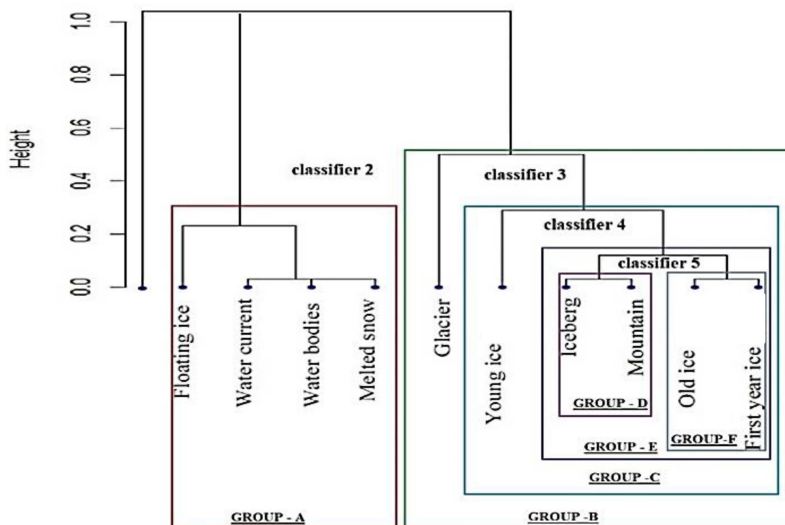 Height
1.0
0.8
0.6
0.4
0.2
0.0
classifier 2
classifier 3
classifier 4
classifier 5
Floating ice
Water current
Water bodies
Melted snow
Glacier
Young ice
Iceberg
Mountain
Old ice
First year ice
GROUP - D
GROUP-F
GROUP - E
GROUP -C
GROUP - A
GROUP -B